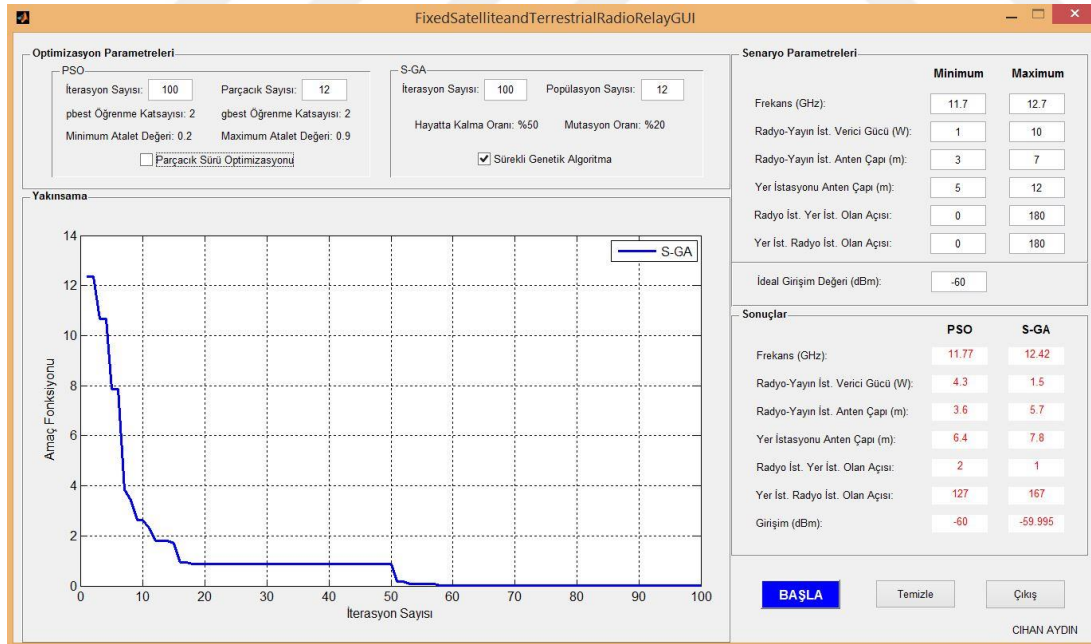 FixedSatelliteandTerrestrialRadioRelayGUI
Optimizasyon Parametreleri
PSO
İterasyon Sayısı: 100 Parçacık Sayısı: 12
pbest Öğrenme Katsayısı: 2 gbest Öğrenme Katsayısı: 2
Minimum Atalet Değeri: 0.2 Maximum Atalet Değeri: 0.9
Parçacık Sürü Optimizasyonu
S-GA
İterasyon Sayısı: 100 Popülasyon Sayısı: 12
Hayatta Kalma Oranı: %50 Mutasyon Oranı: %20
Sürekli Genetik Algoritma
Yakınsama
14
12
10
8
6
4
2
0
Amaç Fonksiyonu
S-GA
0 10 20 30 40 50 60 70 80 90 100
İterasyon Sayısı
Senaryo Parametreleri
Minimum Maximum
Frekans (GHz): 11.7 12.7
Radyo-Yayın İst. Verici Gücü (W): 1 10
Radyo-Yayın İst. Anten Çapı (m): 3 7
Yer İstasyonu Anten Çapı (m): 5 12
Radyo İst. Yer İst. Olan Açısı: 0 180
Yer İst. Radyo İst. Olan Açısı: 0 180
İdeal Girişim Değeri (dBm): -60
Sonuçlar
PSO S-GA
Frekans (GHz): 11.77 12.42
Radyo-Yayın İst. Verici Gücü (W): 4.3 1.5
Radyo-Yayın İst. Anten Çapı (m): 3.6 5.7
Yer İstasyonu Anten Çapı (m): 6.4 7.8
Radyo İst. Yer İst. Olan Açısı: 2 1
Yer İst. Radyo İst. Olan Açısı: 127 167
Girişim (dBm): -60 -59.995
BAŞLA Temizle Çıkış
CIHAN AYDIN